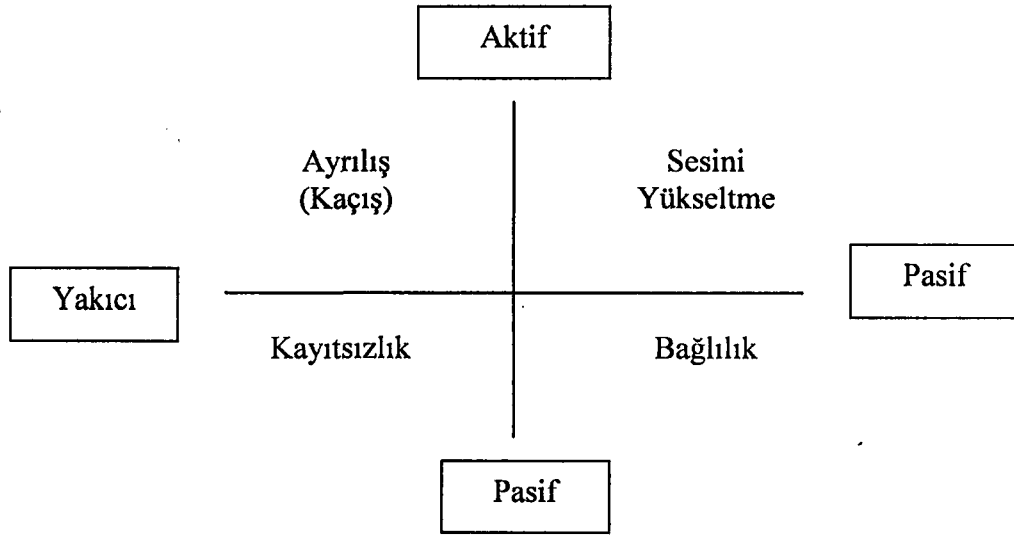 Aktif
Ayrılış
(Kaçış)
Sesini
Yükseltme
Yakıcı
Pasif
Kayıtsızlık
Bağlılık
Pasif